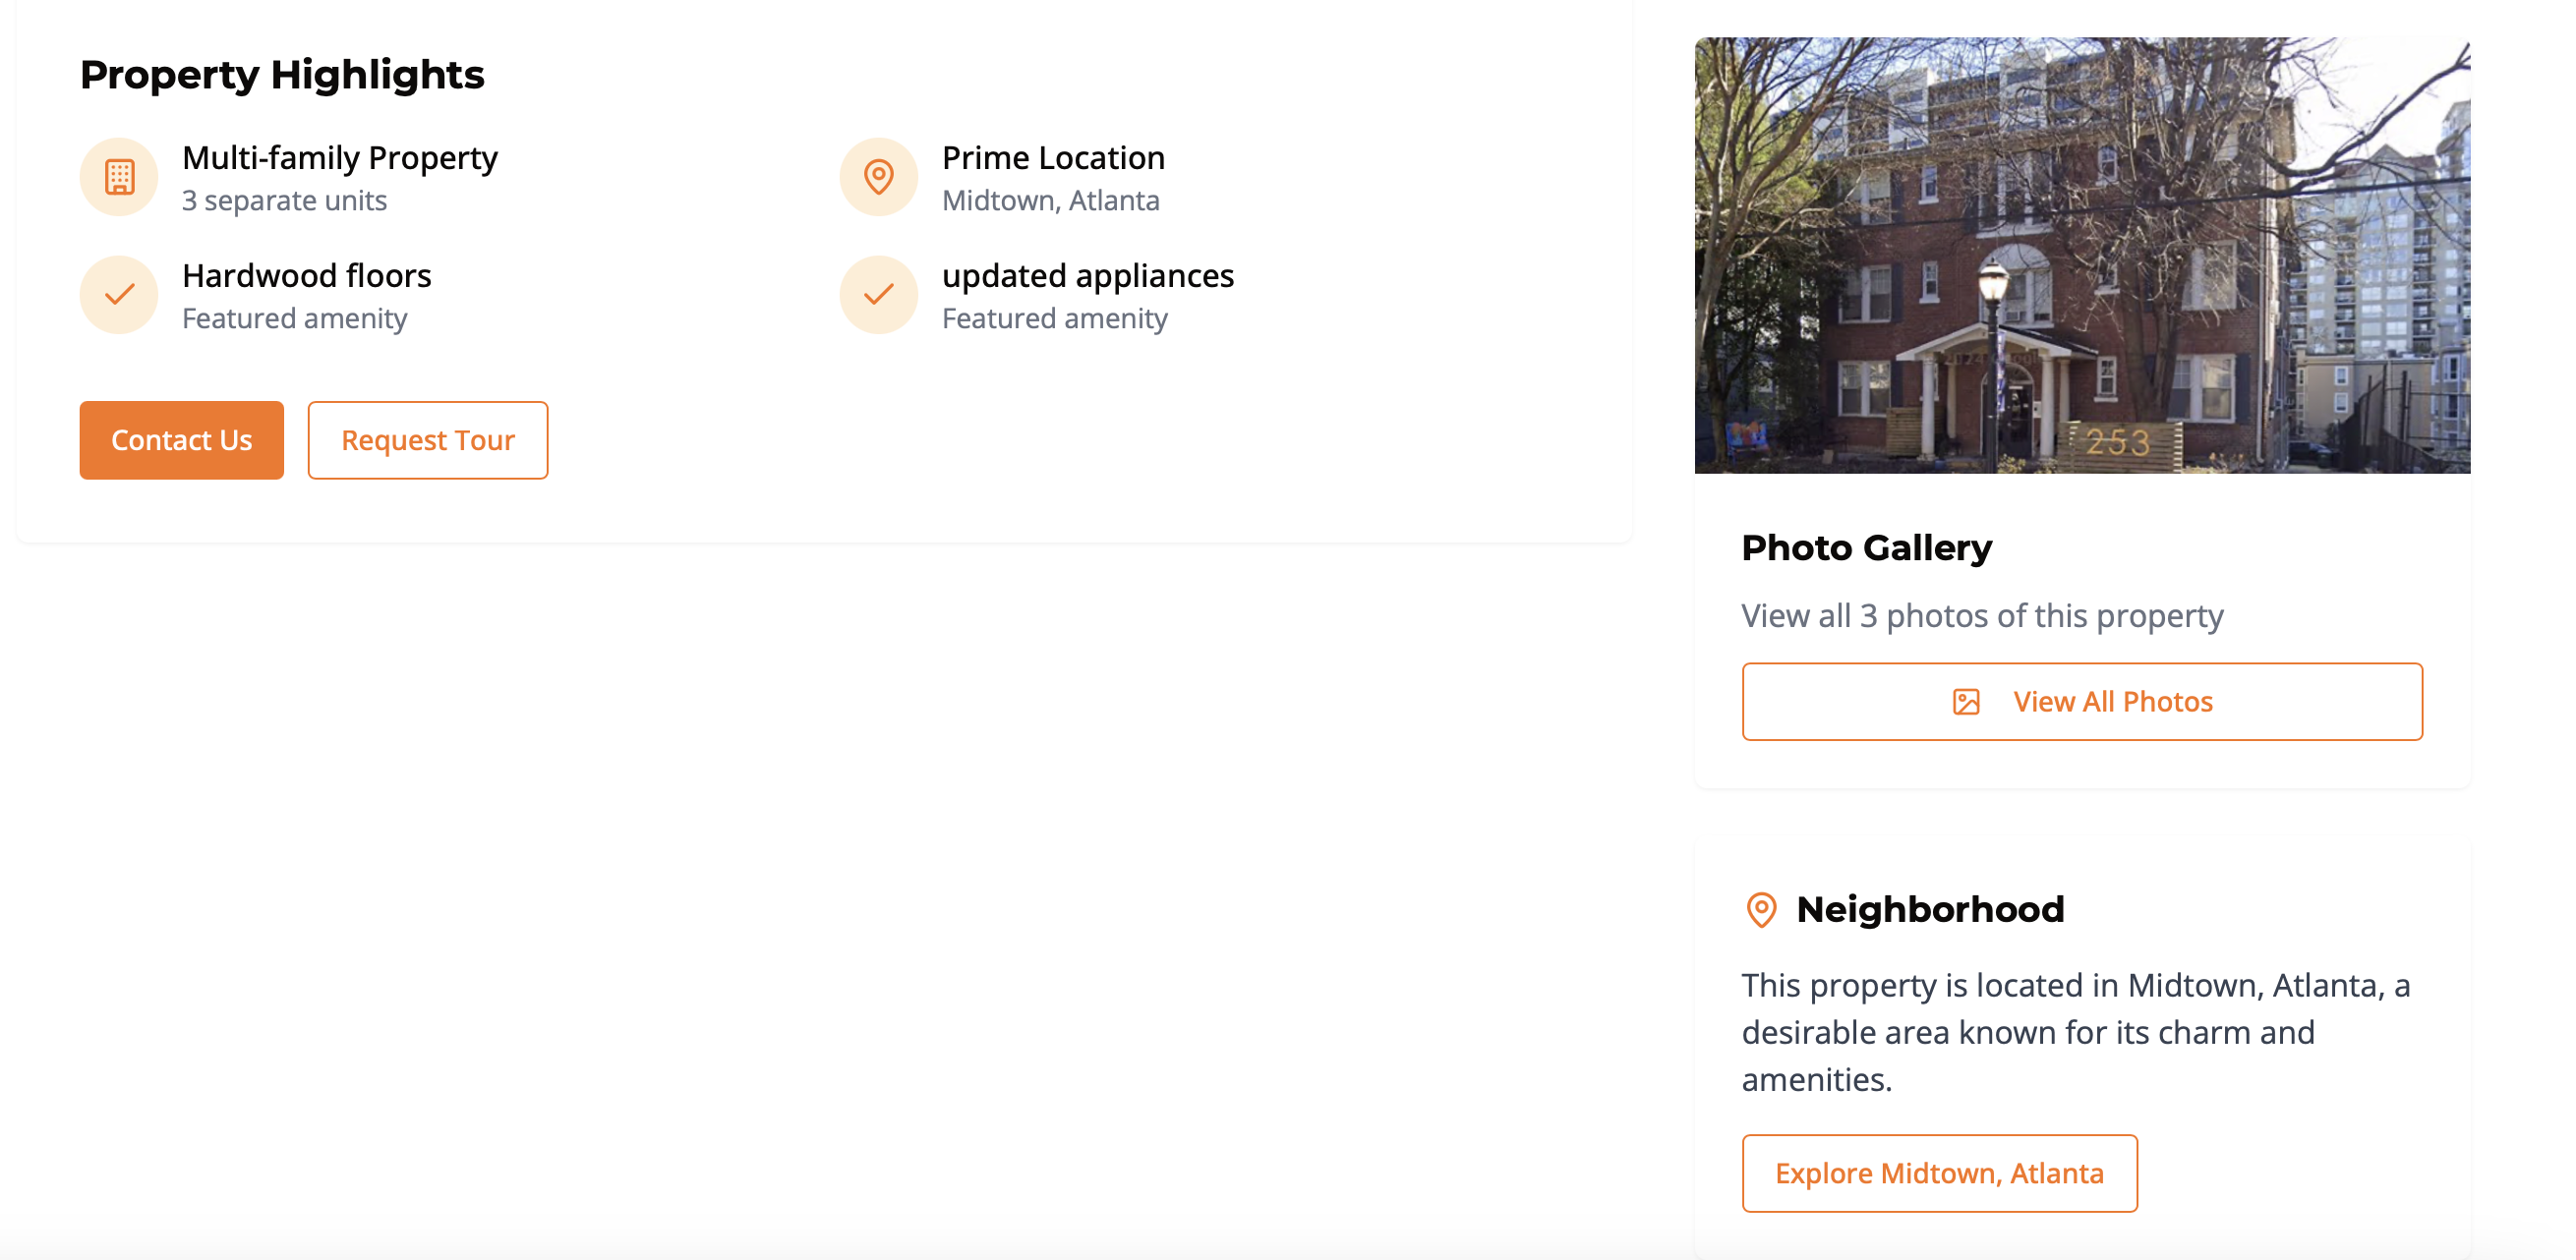 Property Highlights
Multi-family Property
3 separate units
Prime Location
Midtown, Atlanta
Hardwood floors
Featured amenity
updated appliances
Featured amenity
Contact Us
Request Tour
253
Photo Gallery
View all 3 photos of this property
View All Photos
Neighborhood
This property is located in Midtown, Atlanta, a
desirable area known for its charm and
amenities.
Explore Midtown, Atlanta